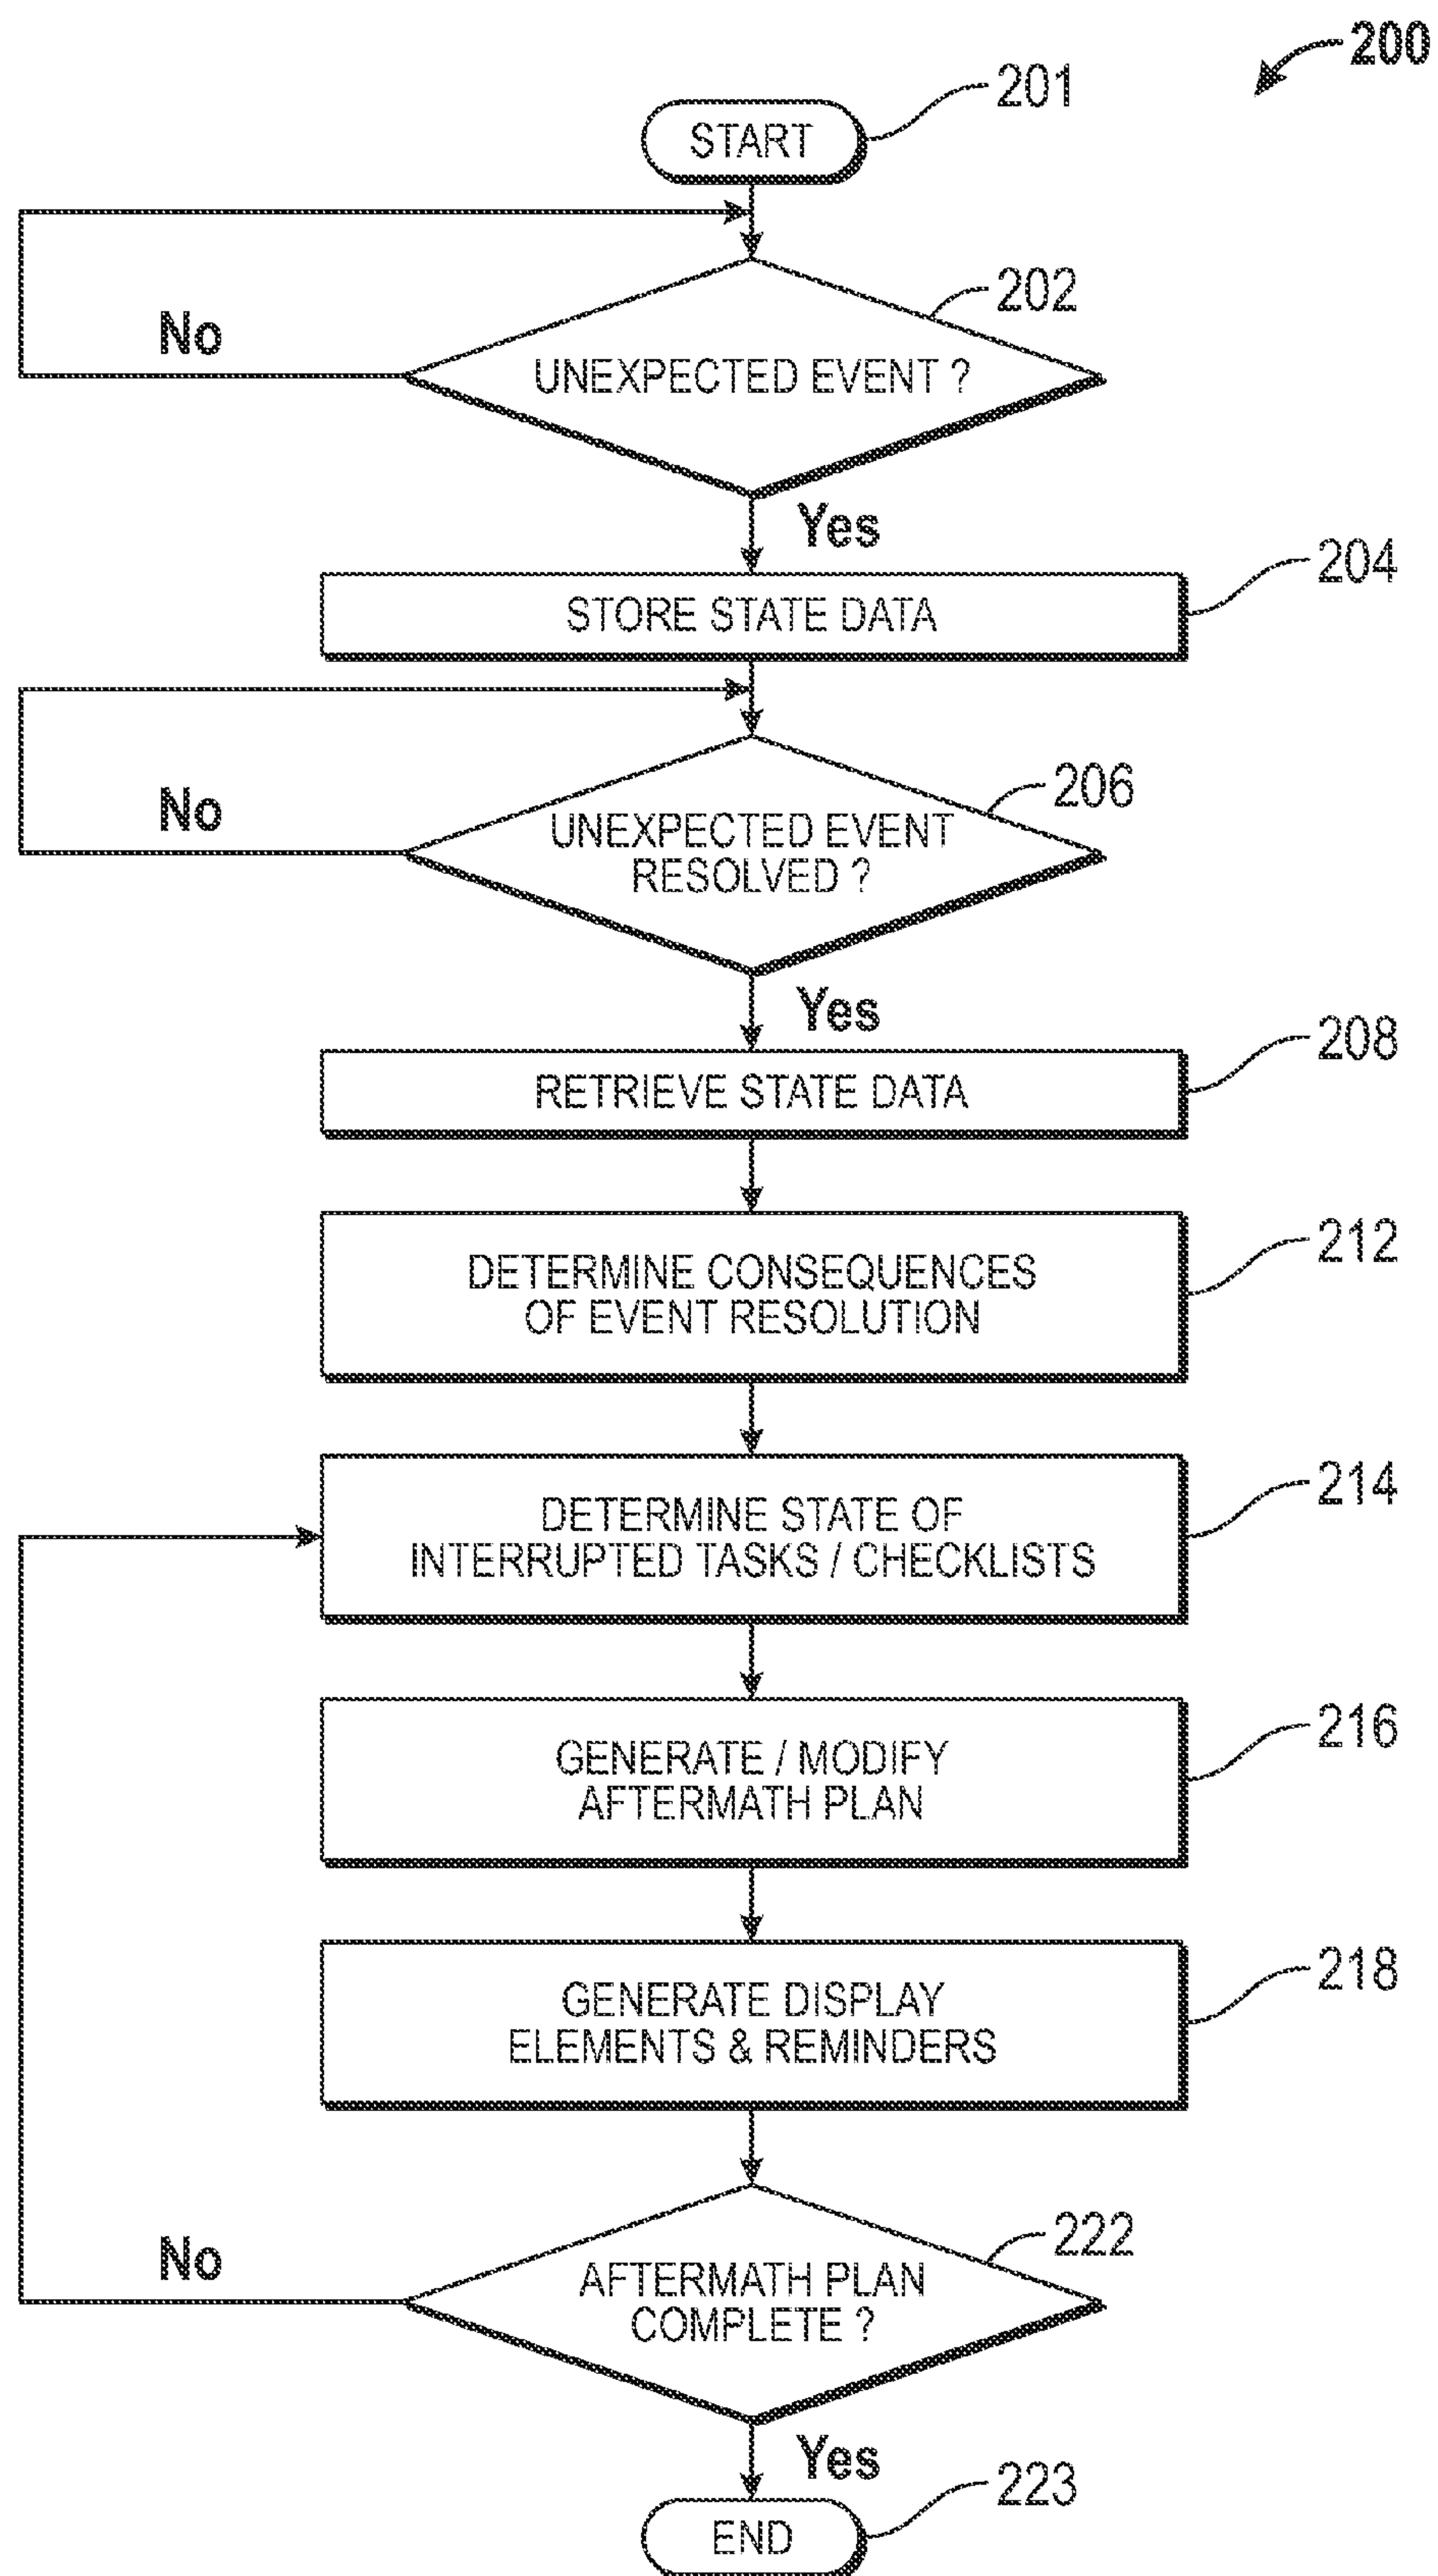 200
201
START
202
No
UNEXPECTED EVENT ?
Yes
204
STORE STATE DATA
206
No
UNEXPECTED EVENT
RESOLVED ?
Yes
208
RETRIEVE STATE DATA
212
DETERMINE CONSEQUENCES
OF EVENT RESOLUTION
214
DETERMINE STATE OF
INTERRUPTED TASKS / CHECKLISTS
216
GENERATE / MODIFY
AFTERMATH PLAN
218
GENERATE DISPLAY
ELEMENTS & REMINDERS
222
No
AFTERMATH PLAN
COMPLETE ?
Yes
223
END